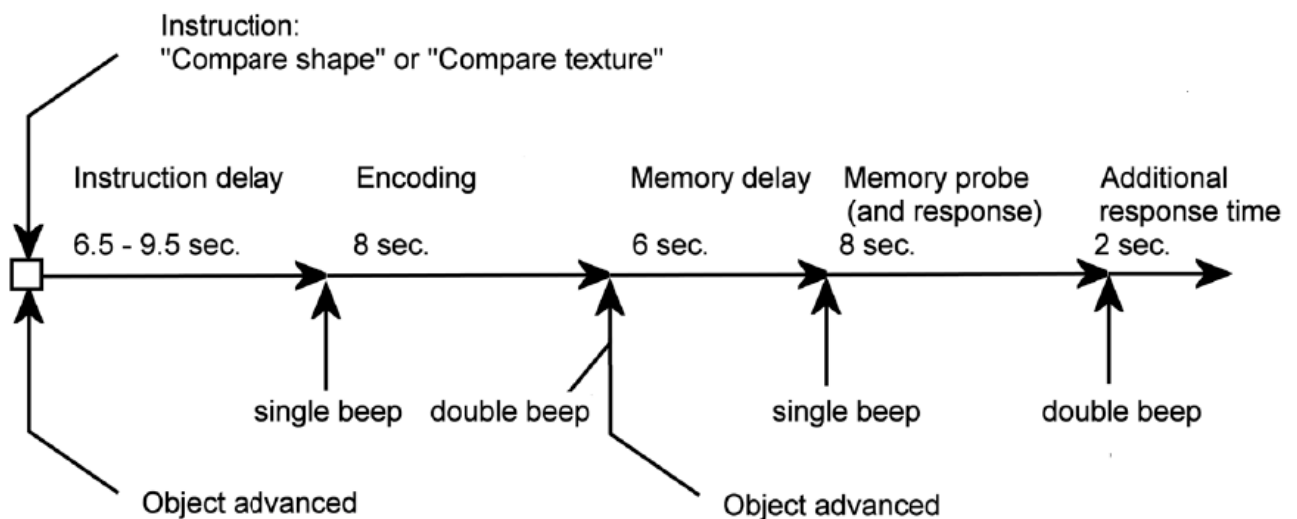 Instruction:
"Compare shape" or "Compare texture"
Instruction delay
Encoding
Memory delay
Memory probe
(and response)
Additional
response time
6.5 - 9.5 sec.
8 sec.
6 sec.
8 sec.
2 sec.
single beep
double beep
single beep
double beep
Object advanced
Object advanced